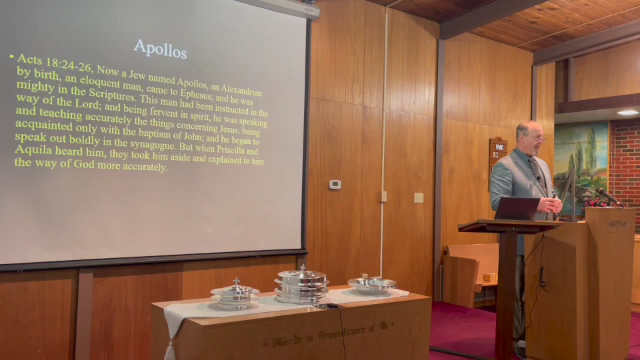 Apollos
• Acts 18:24-26, Now a Jew named Apollos, an Alexandrian
by birth, an eloquent man, came to Ephesus; and he was
mighty in the Scriptures. This man had been instructed in the
way of the Lord; and being fervent in spirit, he was speaking
and teaching accurately the things concerning Jesus, being
acquainted only with the baptism of John; and he began to
speak out boldly in the synagogue. But when Priscilla and
Aquila heard him, they took him aside and explained to him
the way of God more accurately.
in Remembrance of Me